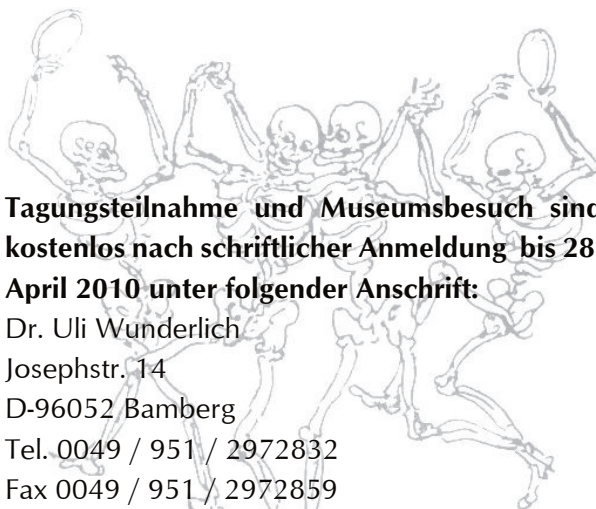 Tagungsteilnahme und Museumsbesuch sind
kostenlos nach schriftlicher Anmeldung bis 28
April 2010 unter folgender Anschrift:
Dr. Uli Wunderlich
Josephstr. 14
D-96052 Bamberg
Tel. 0049 / 951 / 2972832
Fax 0049 / 951 / 2972859